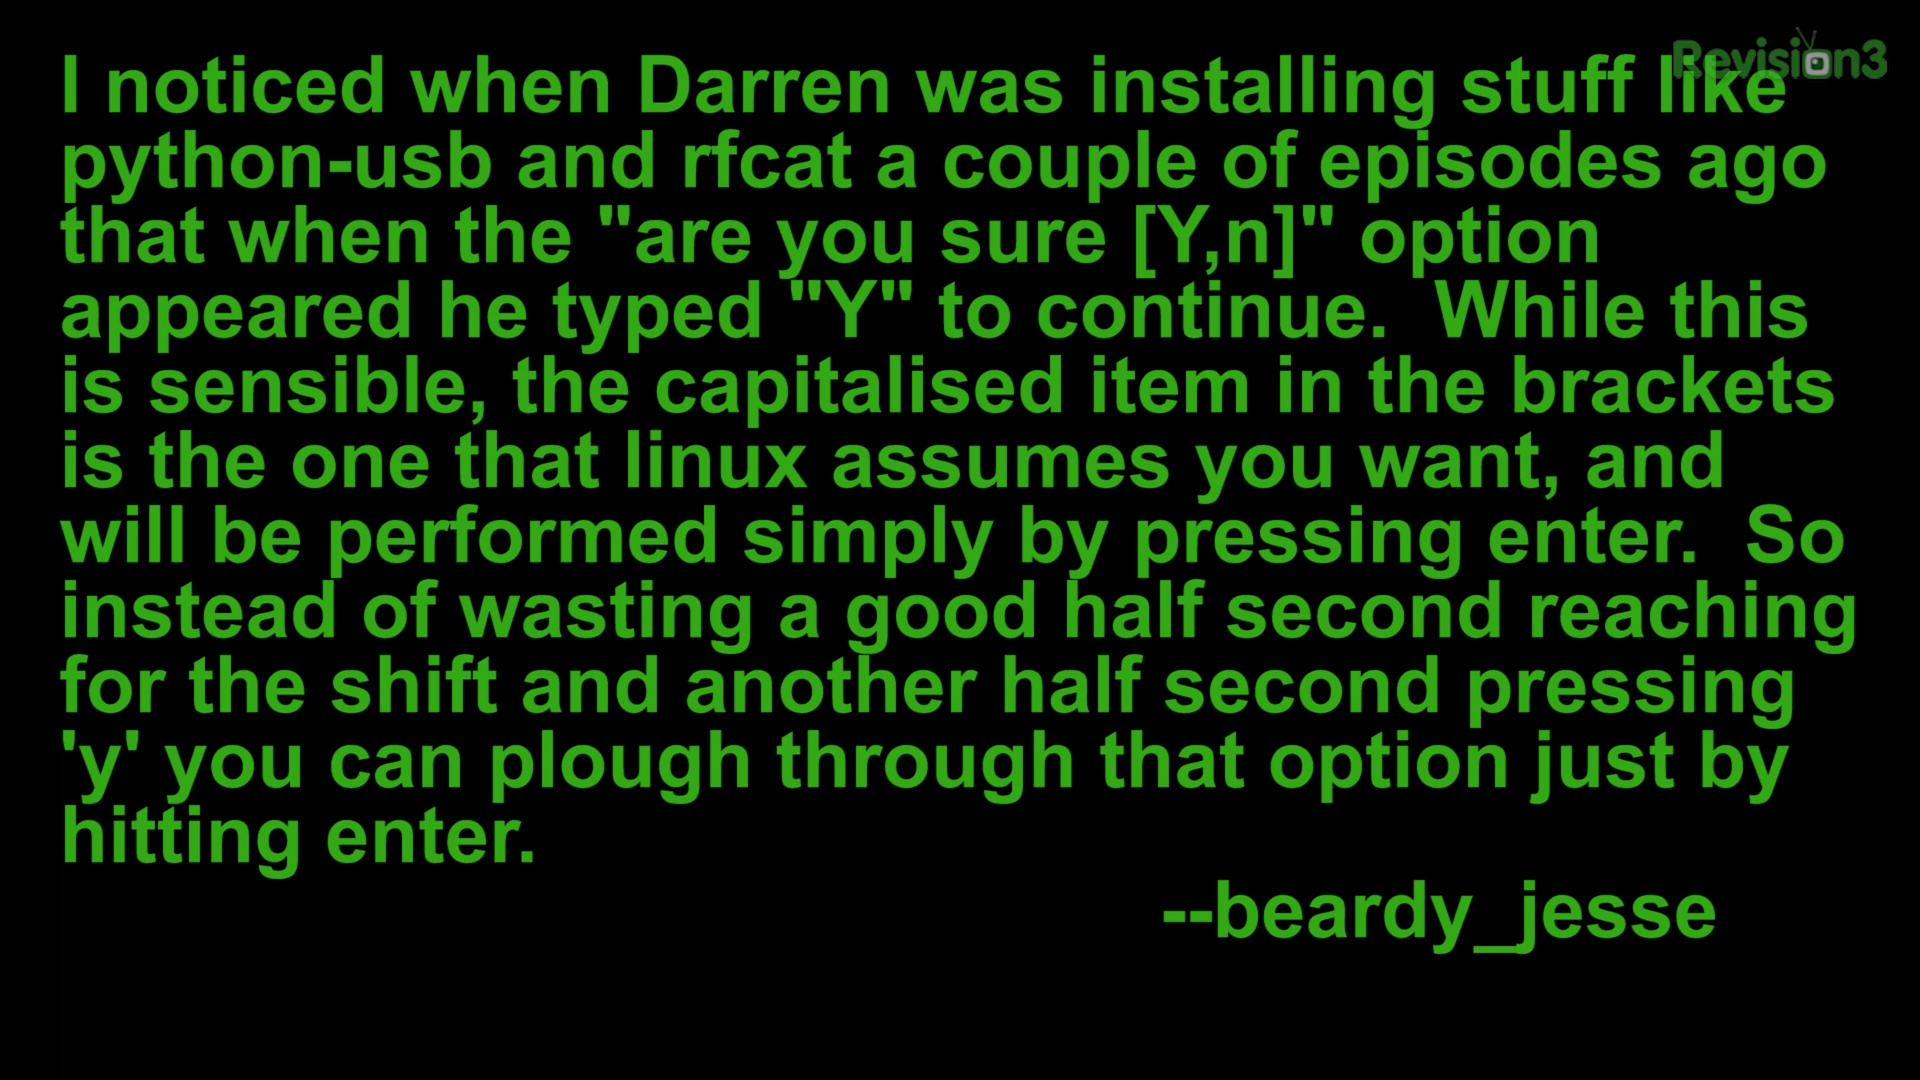 Revision3
I noticed when Darren was installing stuff like
python-usb and rfcat a couple of episodes ago
that when the "are you sure [Y,n]" option
appeared he typed "Y" to continue.  While this
is sensible, the capitalised item in the brackets
is the one that linux assumes you want, and
will be performed simply by pressing enter.  So
instead of wasting a good half second reaching
for the shift and another half second pressing
'y' you can plough through that option just by
hitting enter.
--beardy_jesse